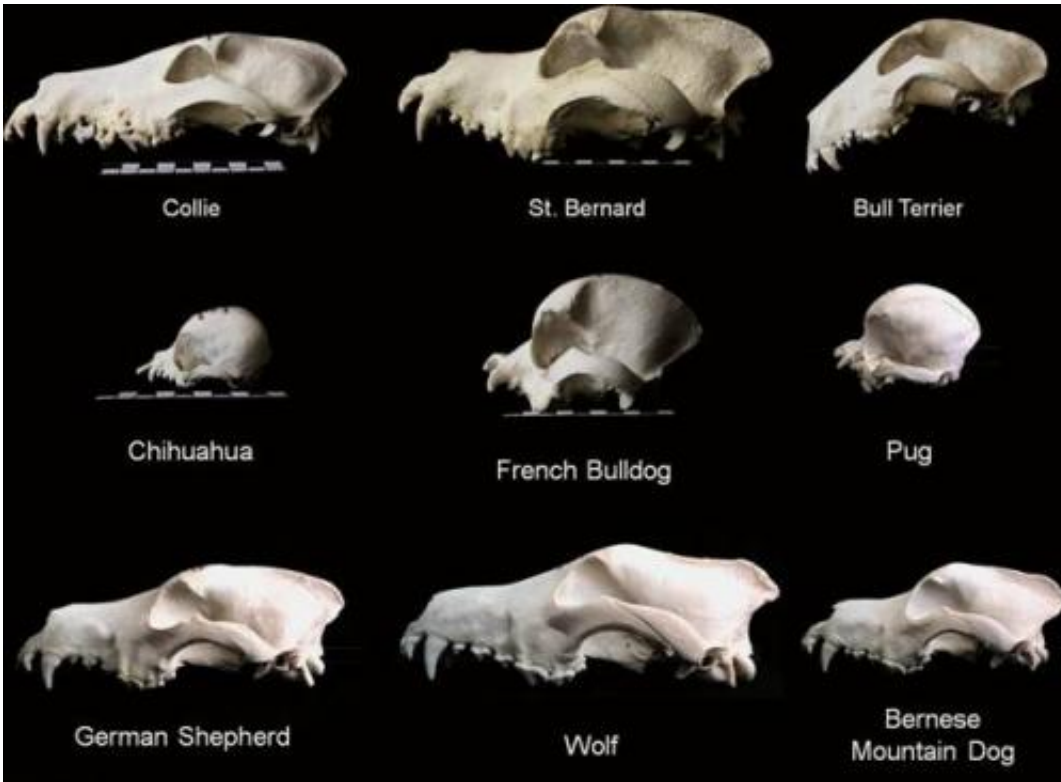 Collie
St. Bernard
Bull Terrier
Chihuahua
French Bulldog
Pug
German Shepherd
Wolf
Bernese
Mountain Dog